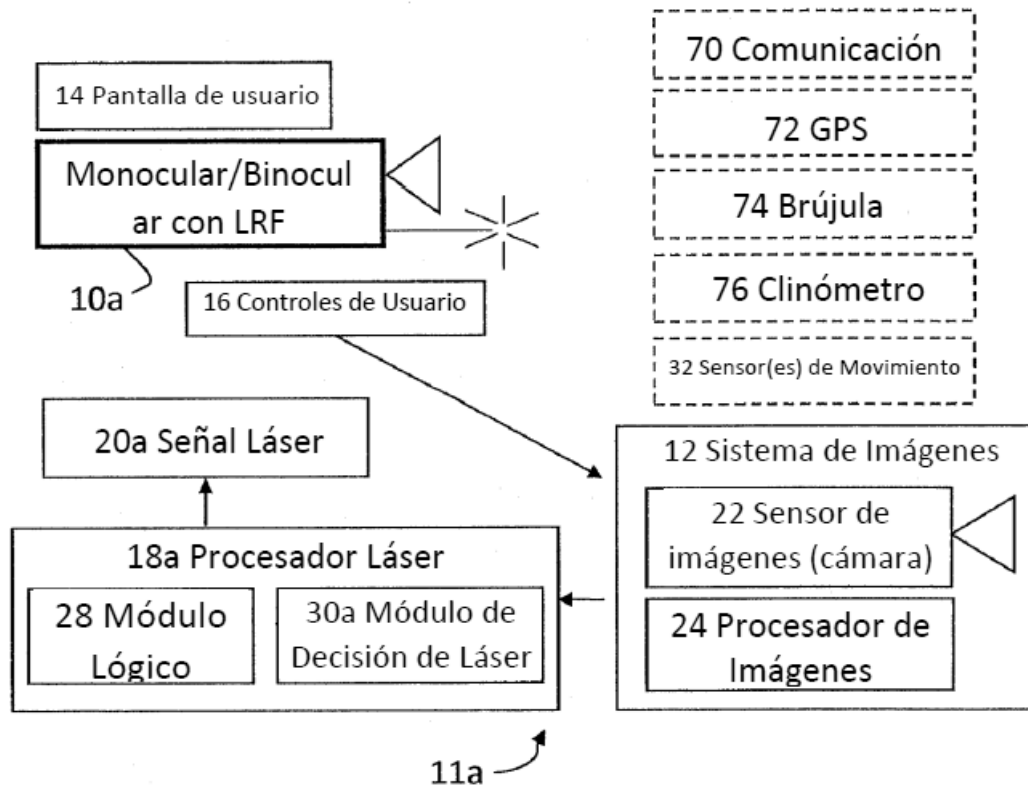 70 Comunicación
14 Pantalla de usuario
72 GPS
Monocular/Binocul
ar con LRF
74 Brújula
10a
16 Controles de Usuario
76 Clinómetro
32 Sensor(es) de Movimiento
20a Señal Láser
12 Sistema de Imágenes
22 Sensor de
imágenes (cámara)
18a Procesador Láser
28 Módulo
Lógico
30a Módulo de
Decisión de Láser
24 Procesador de
Imágenes
11a